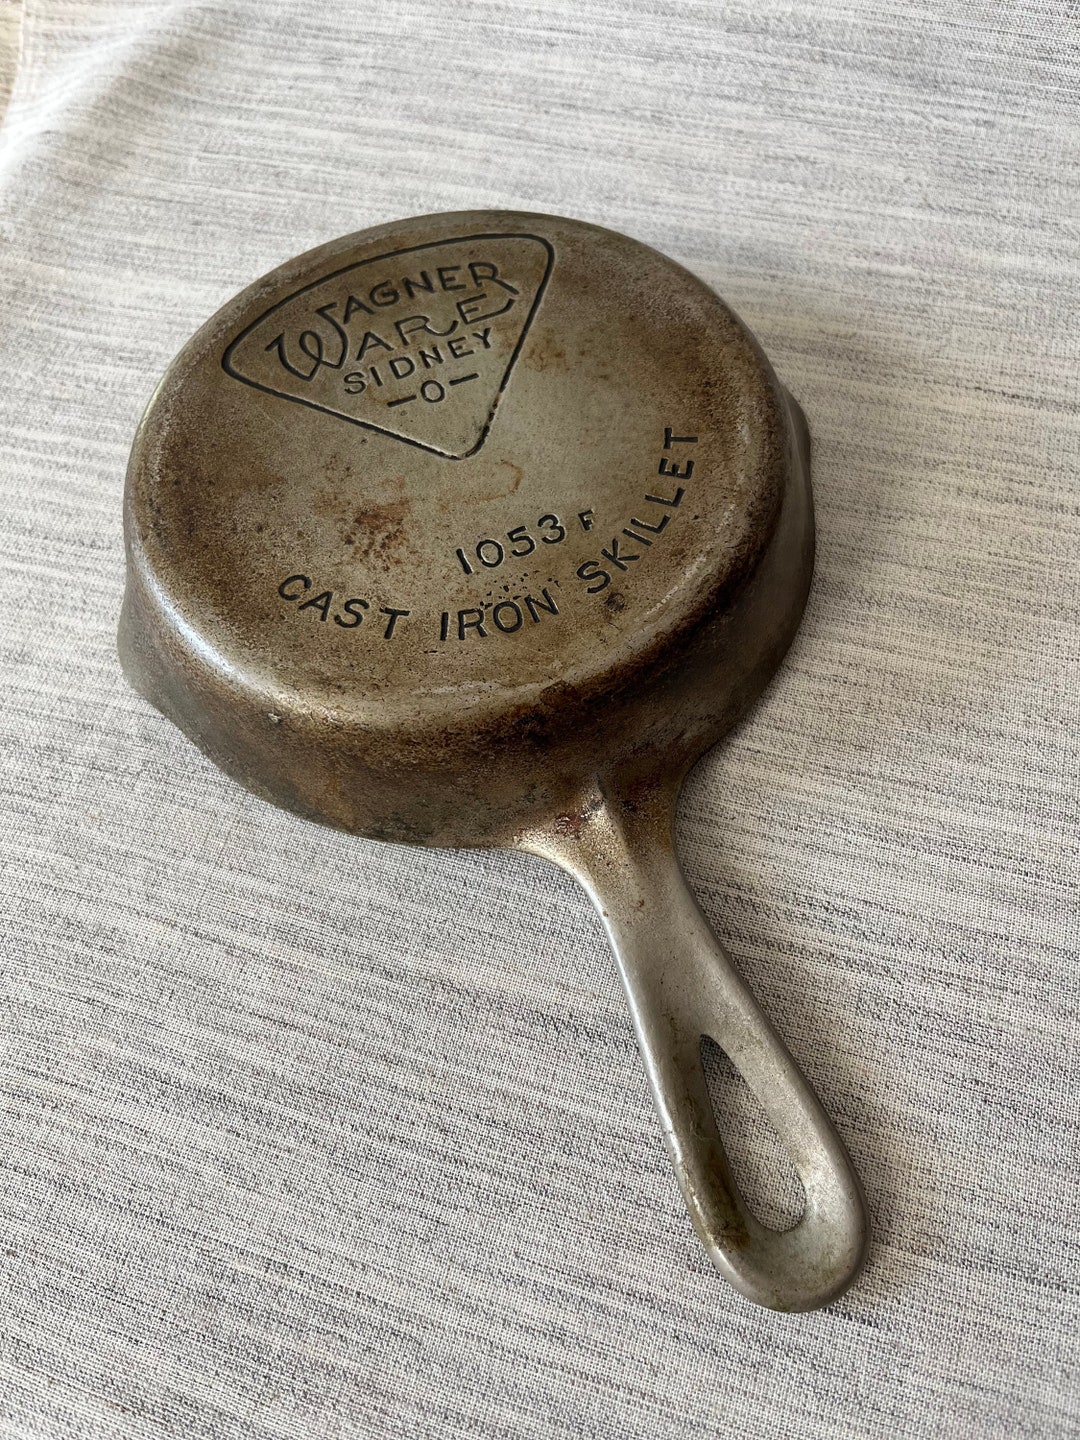 WAGNER
WARE
SIDNEY
-O-
1053 F
CAST IRON SKILLET